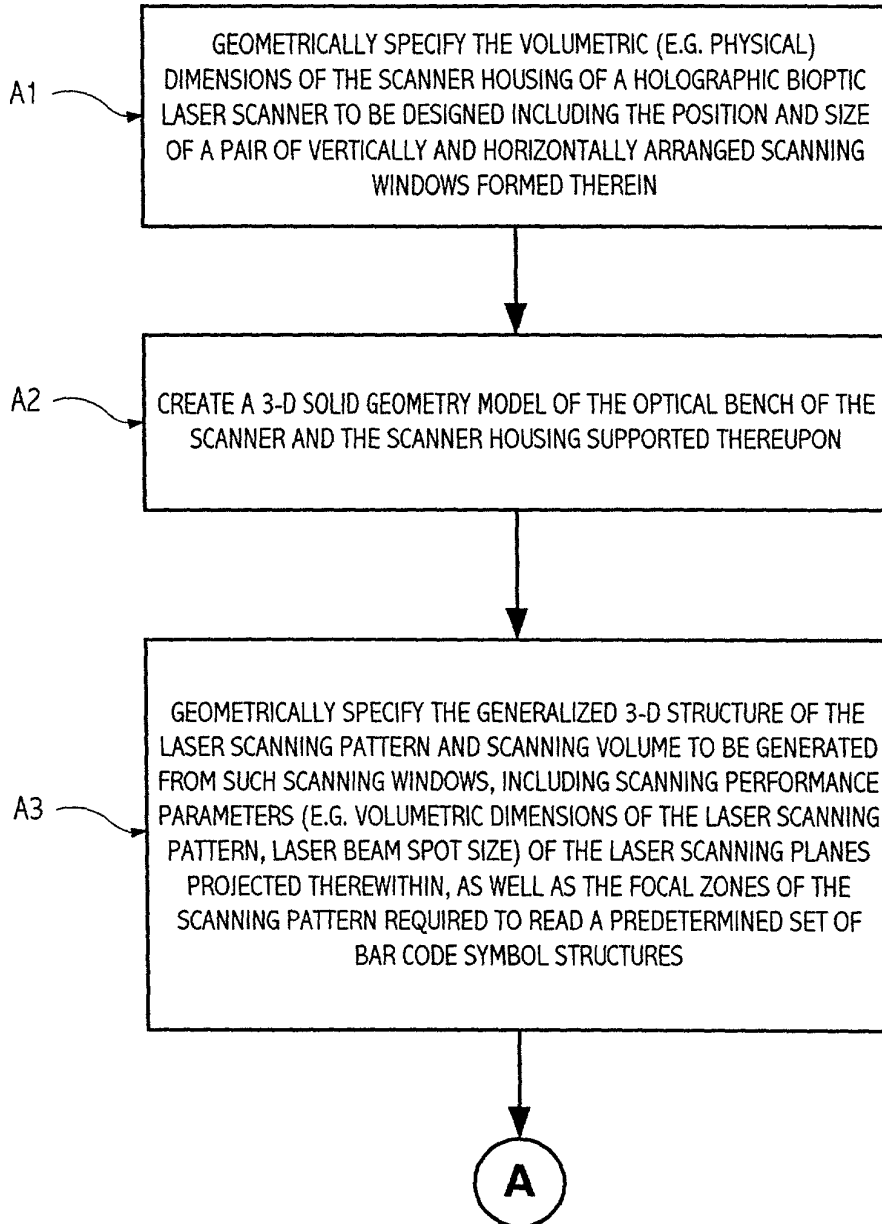 A1
GEOMETRICALLY SPECIFY THE VOLUMETRIC (E.G. PHYSICAL)
DIMENSIONS OF THE SCANNER HOUSING OF A HOLOGRAPHIC BIOPTIC
LASER SCANNER TO BE DESIGNED INCLUDING THE POSITION AND SIZE
OF A PAIR OF VERTICALLY AND HORIZONTALLY ARRANGED SCANNING
WINDOWS FORMED THEREIN
A2
CREATE A 3-D SOLID GEOMETRY MODEL OF THE OPTICAL BENCH OF THE
SCANNER AND THE SCANNER HOUSING SUPPORTED THEREUPON
A3
GEOMETRICALLY SPECIFY THE GENERALIZED 3-D STRUCTURE OF THE
LASER SCANNING PATTERN AND SCANNING VOLUME TO BE GENERATED
FROM SUCH SCANNING WINDOWS, INCLUDING SCANNING PERFORMANCE
PARAMETERS (E.G. VOLUMETRIC DIMENSIONS OF THE LASER SCANNING
PATTERN, LASER BEAM SPOT SIZE) OF THE LASER SCANNING PLANES
PROJECTED THEREWITHIN, AS WELL AS THE FOCAL ZONES OF THE
SCANNING PATTERN REQUIRED TO READ A PREDETERMINED SET OF
BAR CODE SYMBOL STRUCTURES
A